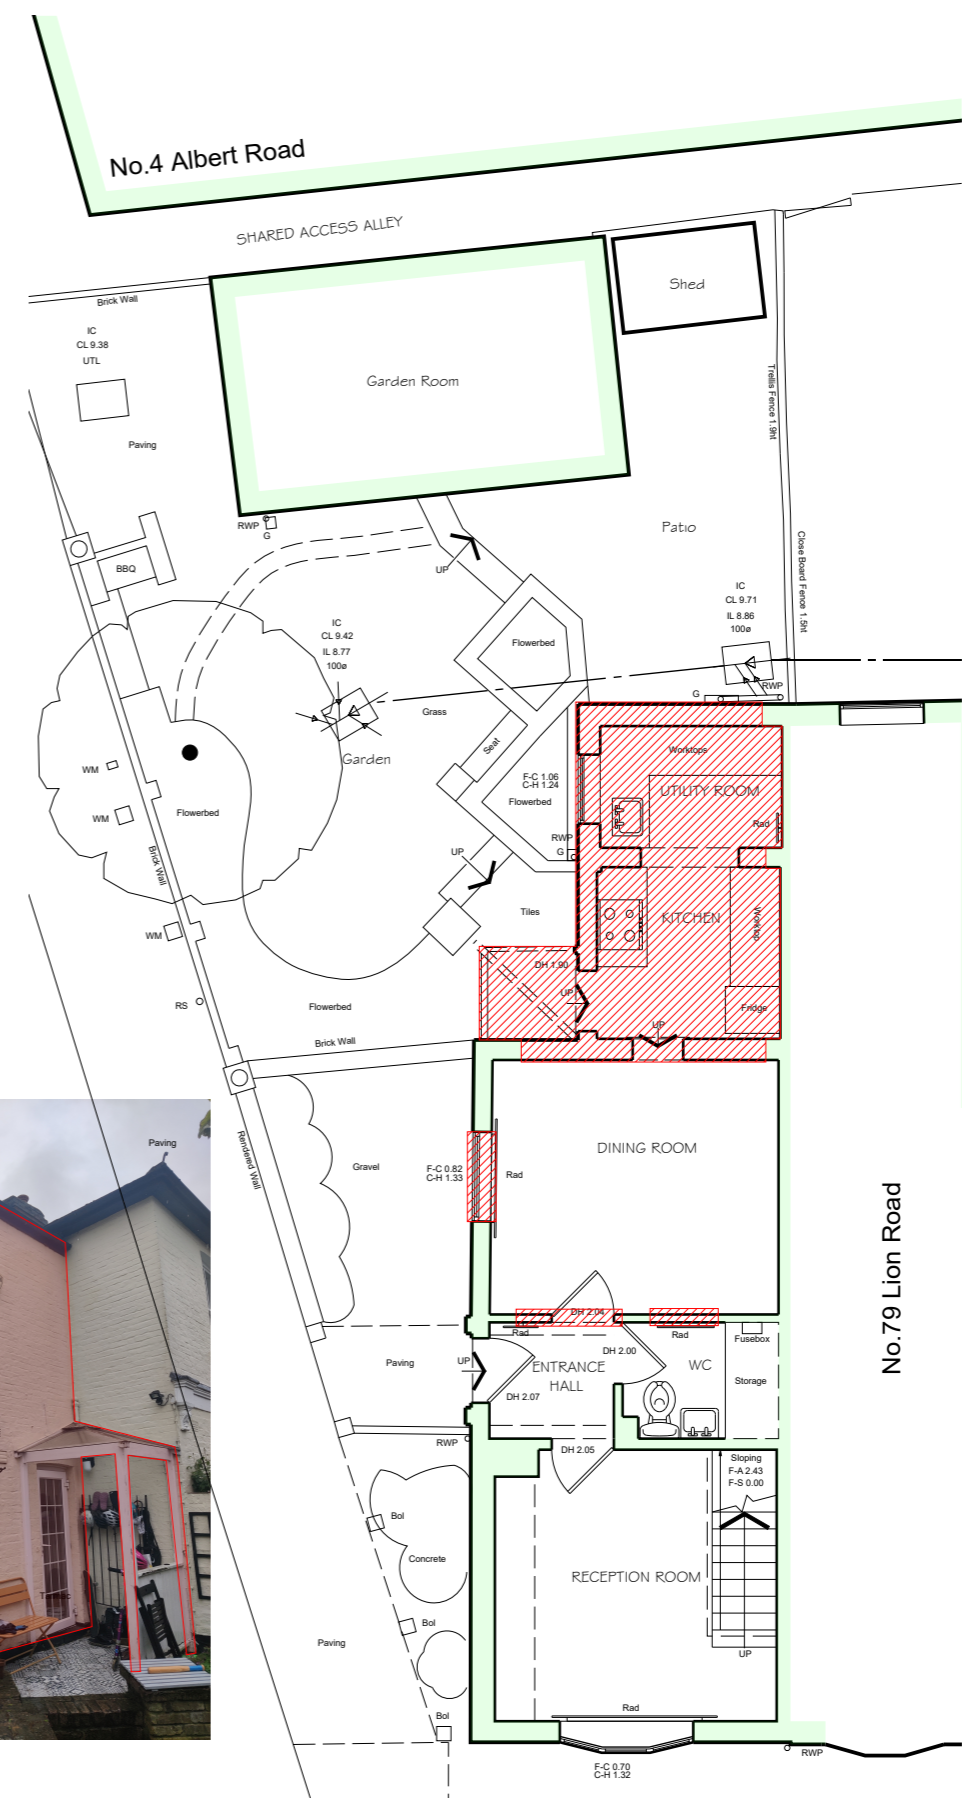 No.4 Albert Road
SHARED ACCESS ALLEY
Brick Wall
Shed
IC
CL 9.38
UTL
Garden Room
Trellis Fence 1.9ht
Paving
RWP
G
Patio
Close Board Fence 1.5ht
UP
BBQ
IC
CL 9.71
IL 8.86
100ø
IC
CL 9.42
IL 8.77
100ø
Flowerbed
RWP
G
Grass
Seat
Garden
Worktops
WM
F-C 1.06
C-H 1.24
UTILITY ROOM
Flowerbed
WM
Flowerbed
Rad
RWP
G
UP
Brick Wall
Tiles
KITCHEN
Worktop
WM
DH 1.90
UP
RS
Flowerbed
Fridge
UP
Brick Wall
Rendered Wall
Paving
DINING ROOM
Gravel
F-C 0.82
C-H 1.33
Rad
No.79 Lion Road
DH 2.04
Rad
Rad
Fusebox
DH 2.00
Paving
UP
ENTRANCE
HALL
WC
Storage
DH 2.07
RWP
DH 2.05
Sloping
F-A 2.43
F-S 0.00
Bol
Concrete
RECEPTION ROOM
Tarmac
Bol
Paving
UP
Rad
Bol
RWP
F-C 0.70
C-H 1.32